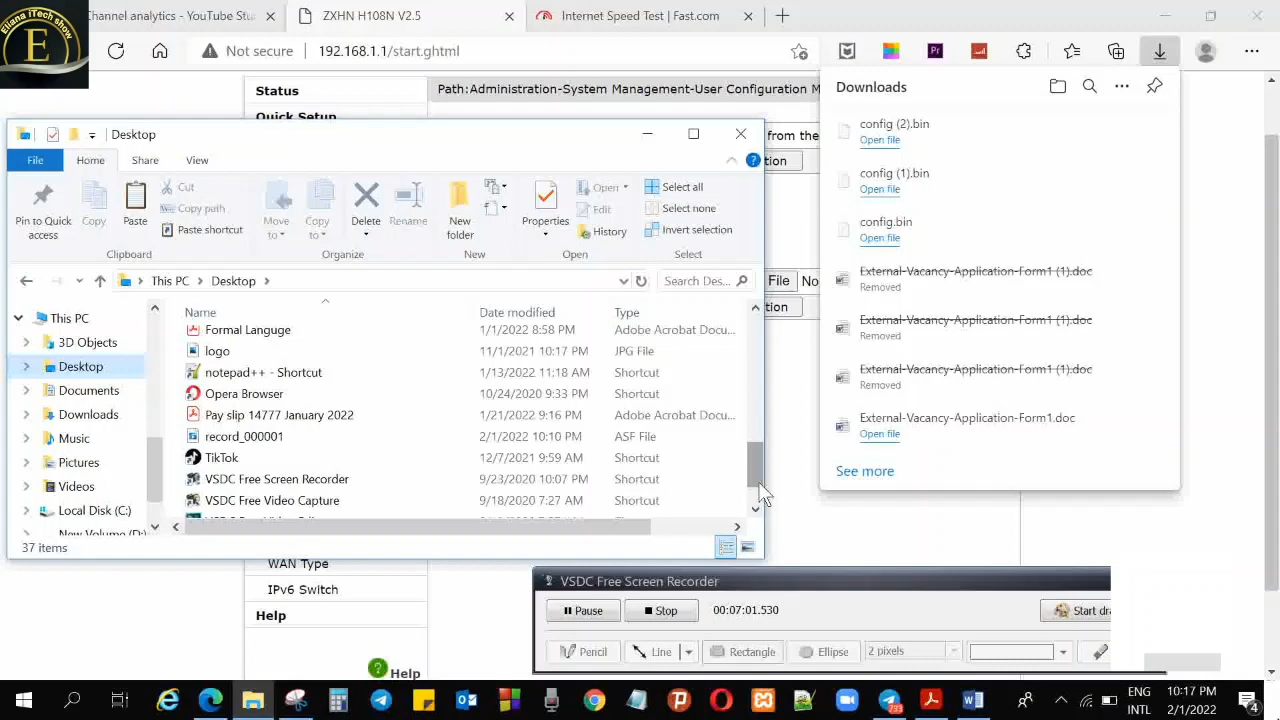 Eliana iTech show
E
Channel analytics - YouTube Stu
ZXHN H108N V2.5
Internet Speed Test | Fast.com
Not secure
192.168.1.1/start.ghtml
Pr
Status
Quick Setup
Path:Administration-System Management-User Configuration M
from the
tion
File
No
tion
WAN Type
IPv6 Switch
Help
Help
Downloads
config (2).bin
Open file
config (1).bin
Open file
config.bin
Open file
External-Vacancy-Application-Form1 (1).doc
Removed
External-Vacancy-Application-Form1 (1).doc
Removed
External-Vacancy-Application-Form1 (1).doc
Removed
External-Vacancy-Application-Form1.doc
Open file
See more
Desktop
File
Home
Share
View
Pin to Quick access
Copy
Paste
Cut
Copy path
Paste shortcut
Move to
Copy to
Delete
Rename
New folder
Properties
Open
Edit
History
Select all
Select none
Invert selection
Clipboard
Organize
New
Open
Select
This PC
Desktop
Search Des...
This PC
3D Objects
Desktop
Documents
Downloads
Music
Pictures
Videos
Local Disk (C:)
New Volume (D:)
Name
Date modified
Type
Formal Languge
1/1/2022 8:58 PM
Adobe Acrobat Docu...
logo
11/1/2021 10:17 PM
JPG File
notepad++ - Shortcut
1/13/2022 11:18 AM
Shortcut
Opera Browser
10/24/2020 9:33 PM
Shortcut
Pay slip 14777 January 2022
1/21/2022 9:16 PM
Adobe Acrobat Docu...
record_000001
2/1/2022 10:10 PM
ASF File
TikTok
12/7/2021 9:59 AM
Shortcut
VSDC Free Screen Recorder
9/23/2020 10:07 PM
Shortcut
VSDC Free Video Capture
9/18/2020 7:27 AM
Shortcut
37 items
VSDC Free Screen Recorder
Pause
Stop
00:07:01.530
Start dra
Pencil
Line
Rectangle
Ellipse
2 pixels
733
ENG
INTL
10:17 PM
2/1/2022
4